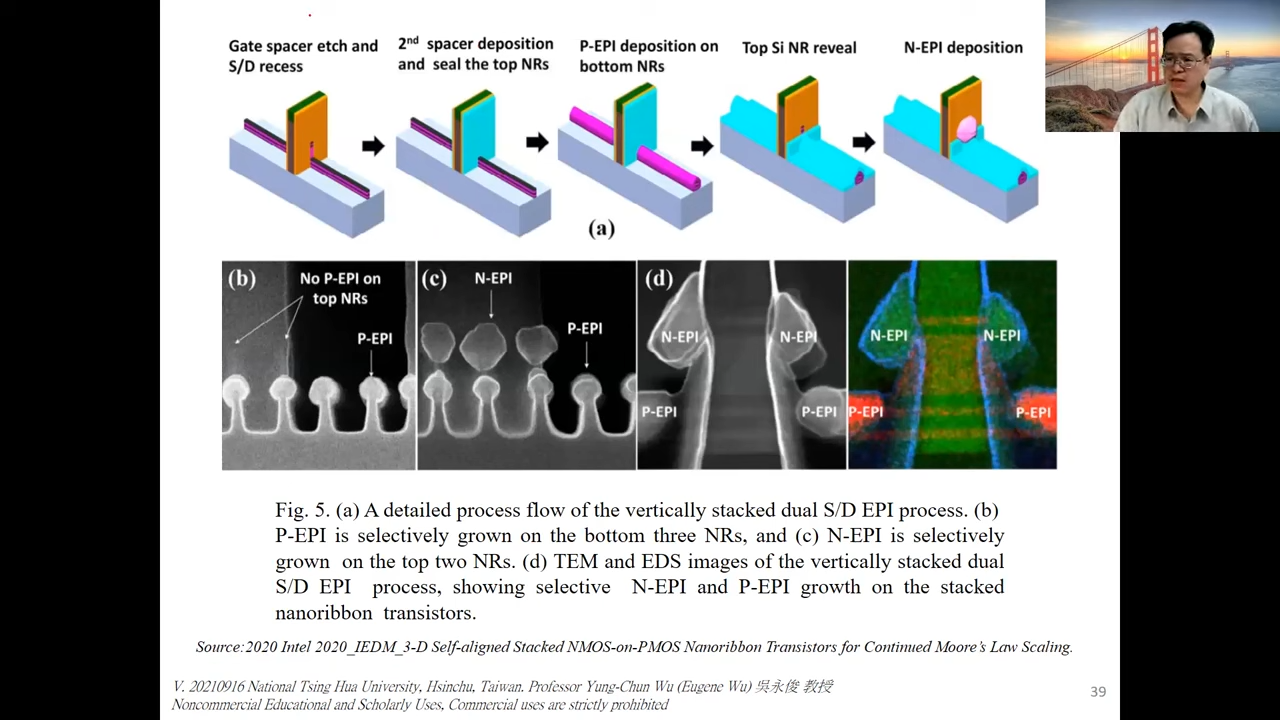 Gate spacer etch and
S/D recess
2nd spacer deposition
and seal the top NRs
P-EPI deposition on
bottom NRs
Top Si NR reveal
N-EPI deposition
(a)
(b)
No P-EPI on
top NRs
P-EPI
(c)
N-EPI
P-EPI
(d)
N-EPI
N-EPI
P-EPI
P-EPI
N-EPI
N-EPI
P-EPI
P-EPI
Fig. 5. (a) A detailed process flow of the vertically stacked dual S/D EPI process. (b)
P-EPI is selectively grown on the bottom three NRs, and (c) N-EPI is selectively
grown on the top two NRs. (d) TEM and EDS images of the vertically stacked dual
S/D EPI process, showing selective N-EPI and P-EPI growth on the stacked
nanoribbon transistors.
Source:2020 Intel 2020_IEDM_3-D Self-aligned Stacked NMOS-on-PMOS Nanoribbon Transistors for Continued Moore's Law Scaling.
V. 20210916 National Tsing Hua University, Hsinchu, Taiwan. Professor Yung-Chun Wu (Eugene Wu) 吳永俊 教授
Noncommercial Educational and Scholarly Uses, Commercial uses are strictly prohibited
39